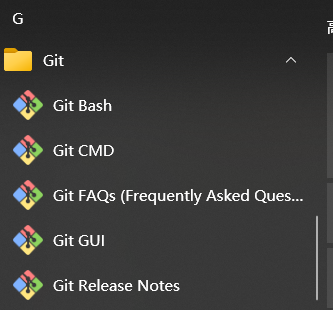 G
Git
Git Bash
Git CMD
Git FAQs (Frequently Asked Ques...
Git GUI
Git Release Notes